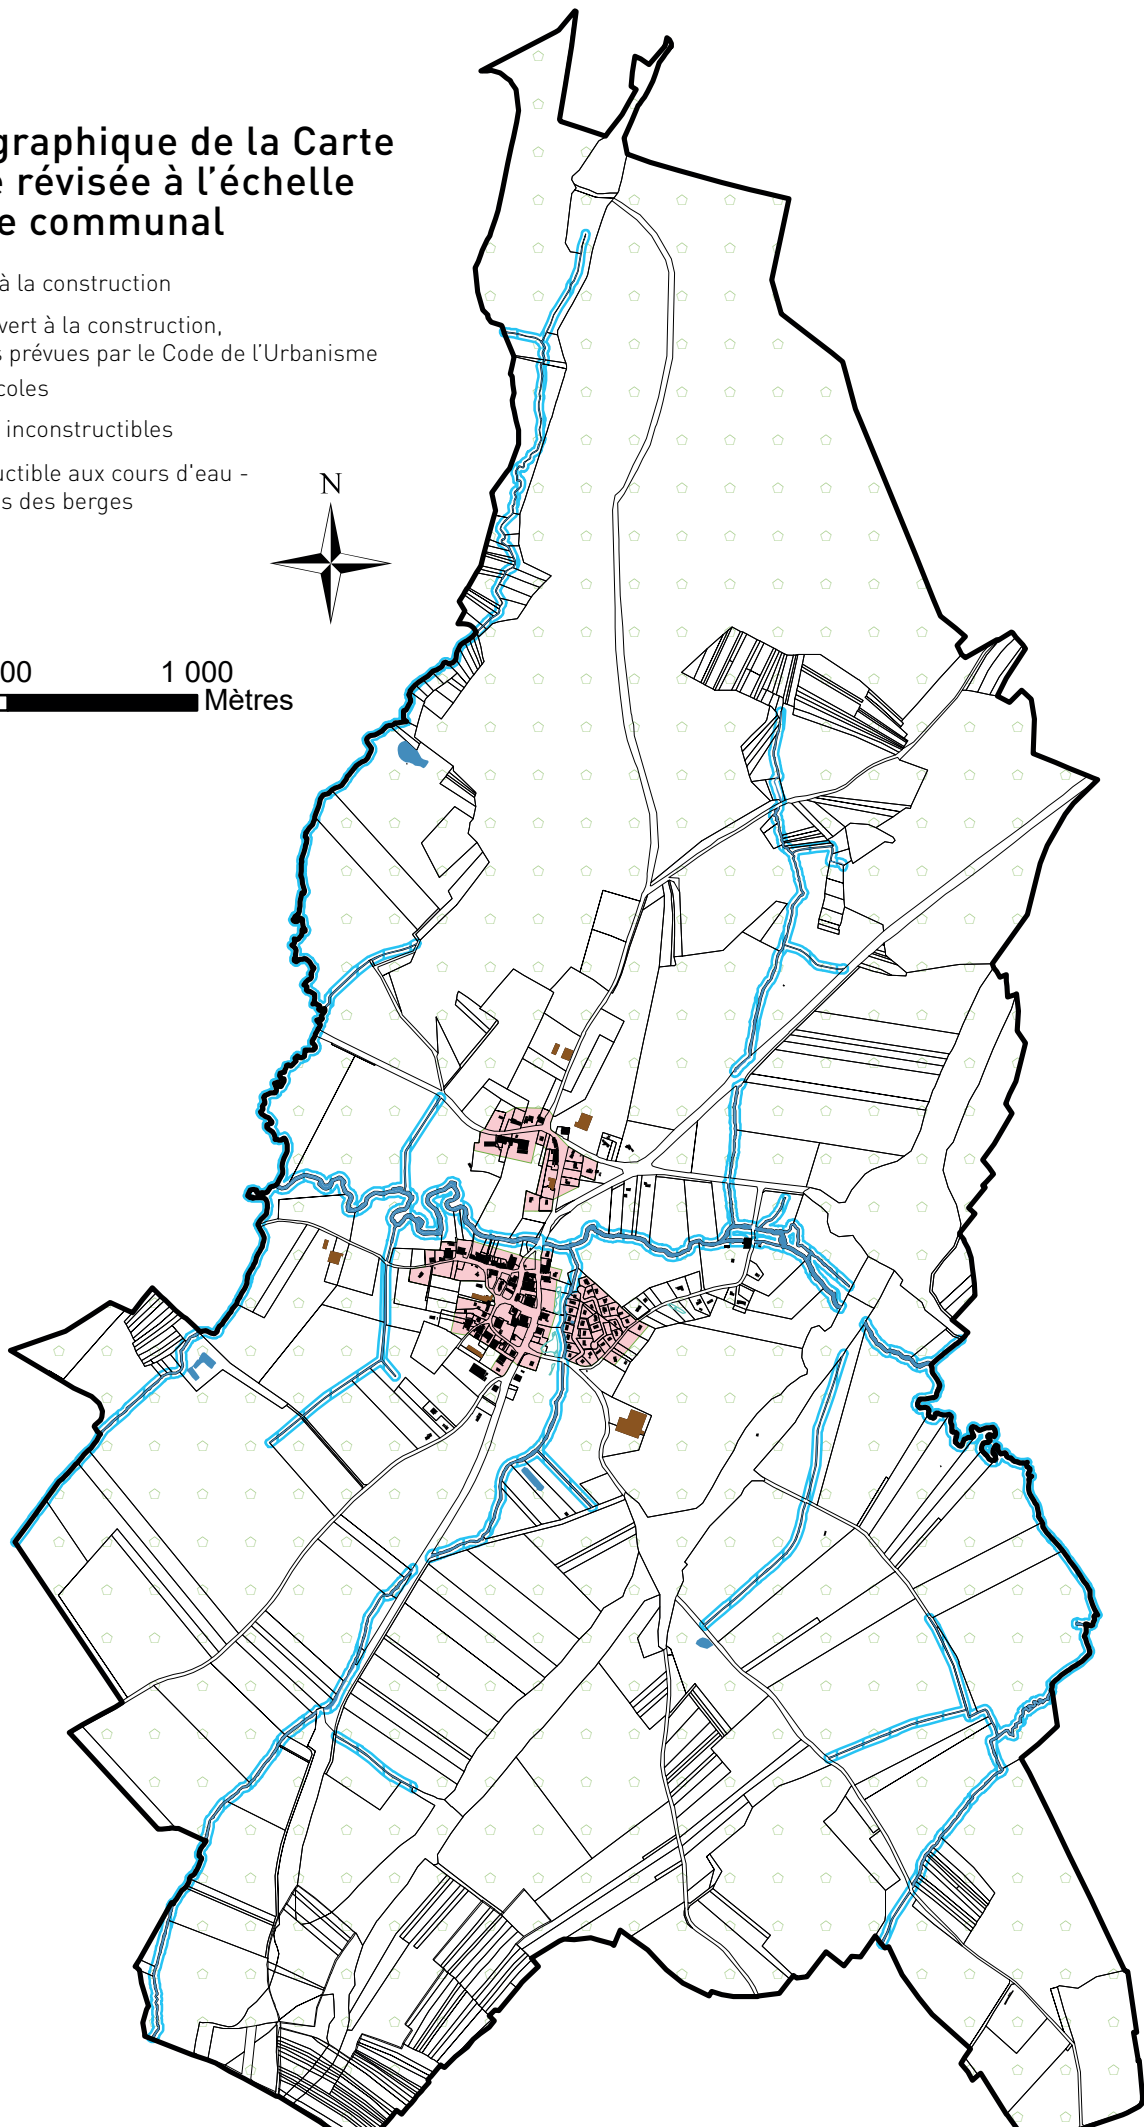 graphique de la Carte
révisée à l'échelle
communal
à la construction
vert à la construction,
prévues par le Code de l'Urbanisme
coles
inconstructibles
uctible aux cours d'eau -
s des berges
N
00 1 000
Mètres